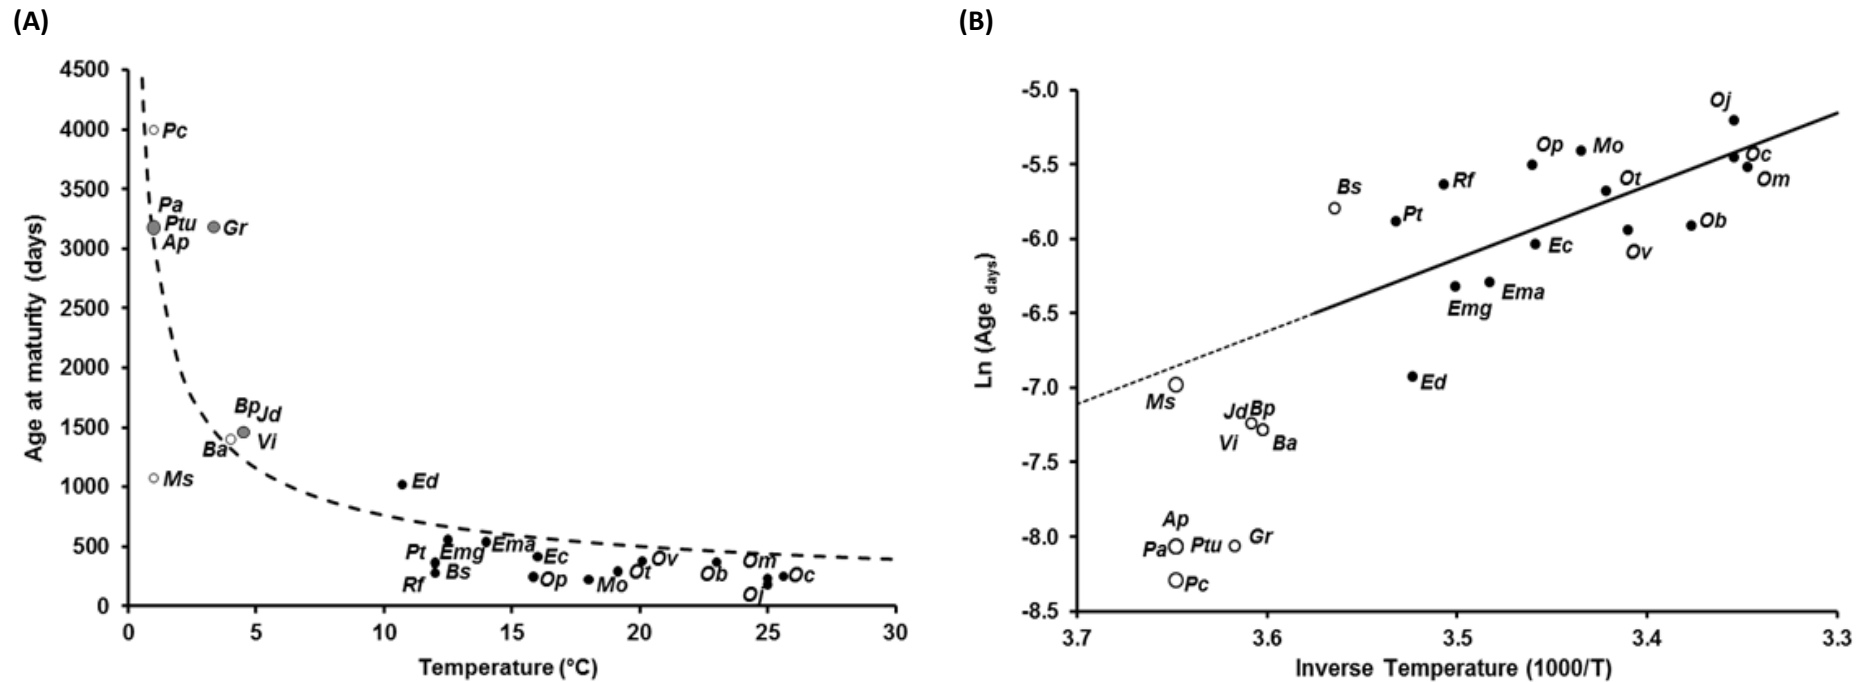 (A)
4500
4000
3500
3000
2500
2000
1500
1000
500
0
Age at maturity (days)
Pc
Pa
Ptu
Ap
Gr
Bp Jd
Vi
Ba
Ms
Ed
Pt
Emg
Ema
Ec
Rf
Bs
Op
Mo
Ot
Ov
Ob
Om
Oc
Oj
0 5 10 15 20 25 30
Temperature (°C)
(B)
-5.0
-5.5
-6.0
-6.5
-7.0
-7.5
-8.0
-8.5
Ln (Age days)
Oj
Op
Mo
Oc
Om
Bs
Rf
Ot
Pt
Ob
Ec
Ov
Emg
Ema
Ed
Ms
Jd Bp
Vi
Ba
Ap
Pa
Ptu
Gr
Pc
3.7 3.6 3.5 3.4 3.3
Inverse Temperature (1000/T)